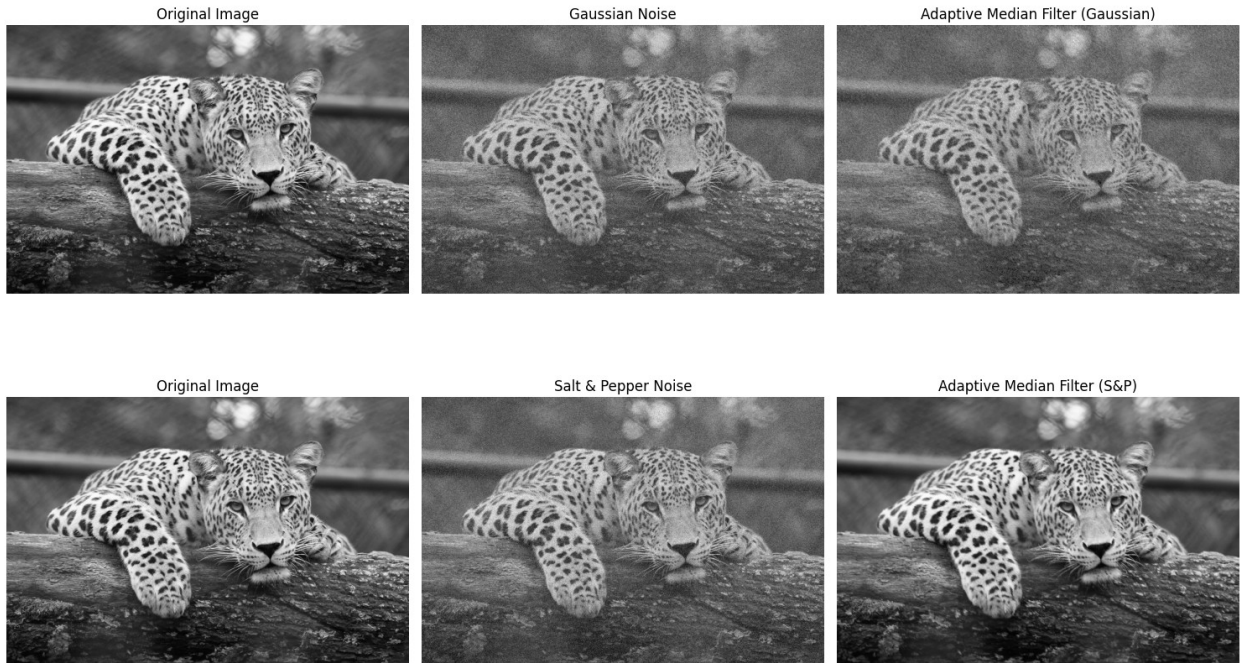 Original Image
Gaussian Noise
Adaptive Median Filter (Gaussian)
Original Image
Salt & Pepper Noise
Adaptive Median Filter (S&P)